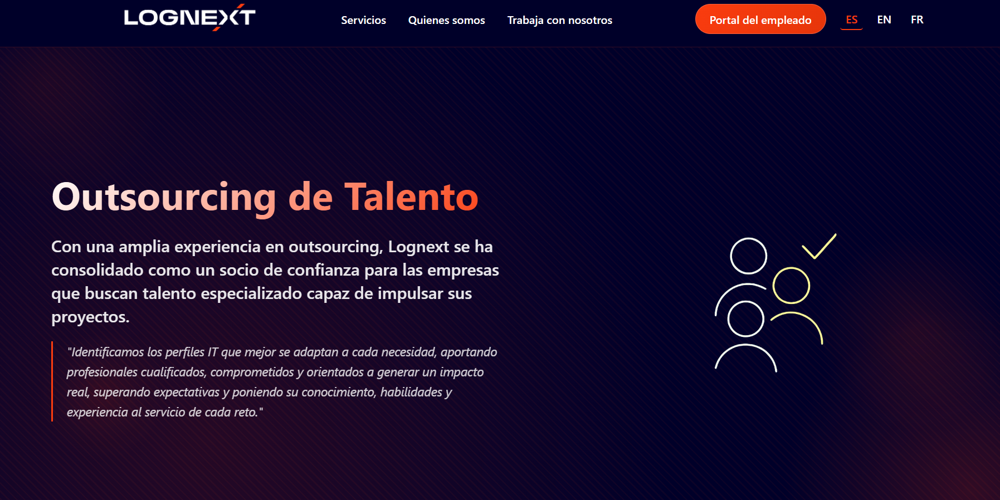 LOGNEXT
Servicios
Quienes somos
Trabaja con nosotros
Portal del empleado
ES
EN
FR
Outsourcing de Talento
Con una amplia experiencia en outsourcing, Lognext se ha
consolidado como un socio de confianza para las empresas
que buscan talento especializado capaz de impulsar sus
proyectos.
"Identificamos los perfiles IT que mejor se adaptan a cada necesidad, aportando
profesionales cualificados, comprometidos y orientados a generar un impacto
real, superando expectativas y poniendo su conocimiento, habilidades y
experiencia al servicio de cada reto."